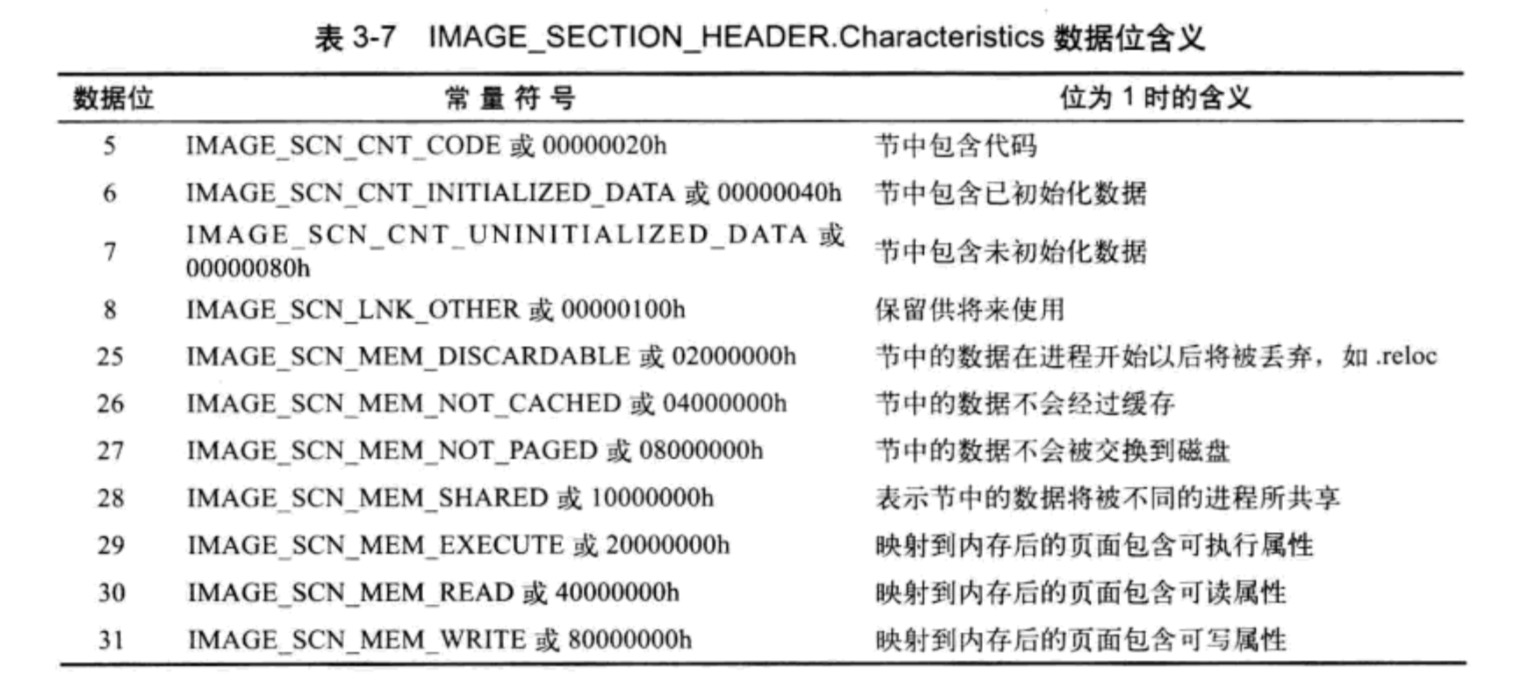 表 3-7 IMAGE_SECTION_HEADER.Characteristics 数据位含义
数据位 常 量 符 号 位为 1 时的含义
5 IMAGE_SCN_CNT_CODE 或 00000020h 节中包含代码
6 IMAGE_SCN_CNT_INITIALIZED_DATA 或 00000040h 节中包含已初始化数据
7 IMAGE_SCN_CNT_UNINITIALIZED_DATA 或
00000080h 节中包含未初始化数据
8 IMAGE_SCN_LNK_OTHER 或 00000100h 保留供将来使用
25 IMAGE_SCN_MEM_DISCARDABLE 或 02000000h 节中的数据在进程开始以后将被丢弃，如 .reloc
26 IMAGE_SCN_MEM_NOT_CACHED 或 04000000h 节中的数据不会经过缓存
27 IMAGE_SCN_MEM_NOT_PAGED 或 08000000h 节中的数据不会被交换到磁盘
28 IMAGE_SCN_MEM_SHARED 或 10000000h 表示节中的数据将被不同的进程所共享
29 IMAGE_SCN_MEM_EXECUTE 或 20000000h 映射到内存后的页面包含可执行属性
30 IMAGE_SCN_MEM_READ 或 40000000h 映射到内存后的页面包含可读属性
31 IMAGE_SCN_MEM_WRITE 或 80000000h 映射到内存后的页面包含可写属性